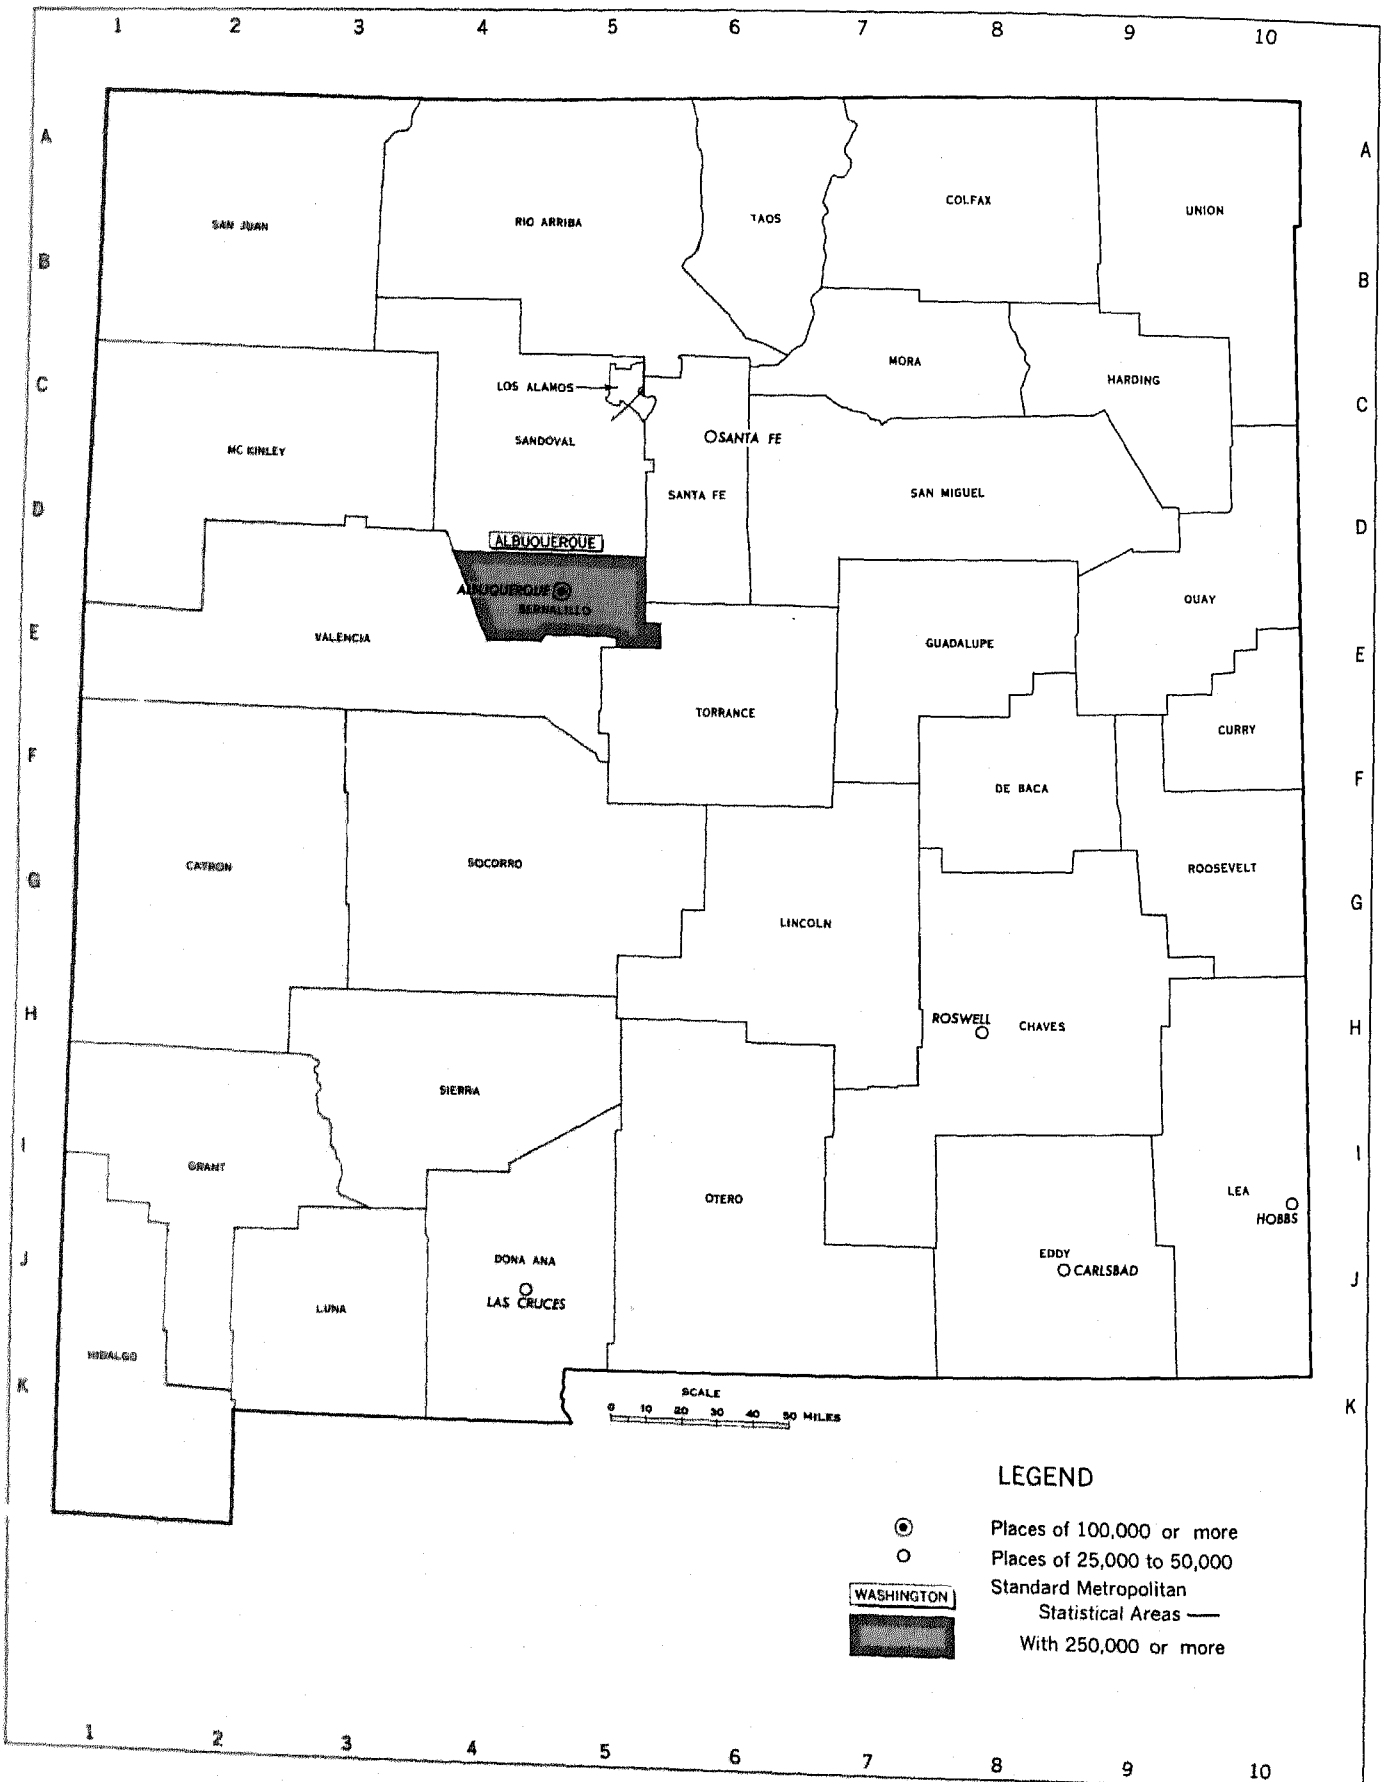 1 2 3 4 5 6 7 8 9 10
A A
COLFAX
UNION
SAN JUAN
RIO ARRIBA
TAOS
B B
MORA
HARDING
C C
LOS ALAMOS
SANTA FE
SANDOVAL
MC KINLEY
SANTA FE
SAN MIGUEL
D D
ALBUQUERQUE
ALBUQUERQUE
BERNALILLO
QUAY
E E
VALENCIA
GUADALUPE
TORRANCE
CURRY
F F
DE BACA
CATRON
SOCORRO
ROOSEVELT
G G
LINCOLN
H H
ROSWELL
CHAVES
SIERRA
I I
GRANT
OTERO
LEA
HOBBS
J J
DONA ANA
EDDY
CARLSBAD
LAS CRUCES
LUNA
HIDALGO
K K
SCALE
0 10 20 30 40 50 MILES
LEGEND
Places of 100,000 or more
Places of 25,000 to 50,000
WASHINGTON Standard Metropolitan
Statistical Areas —
With 250,000 or more
1 2 3 4 5 6 7 8 9 10